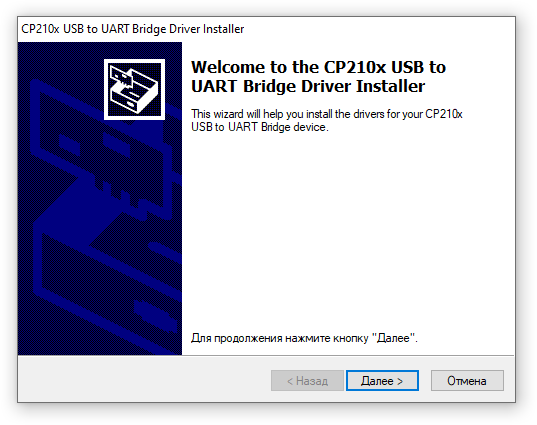 CP210x USB to UART Bridge Driver Installer
Welcome to the CP210x USB to
UART Bridge Driver Installer
This wizard will help you install the drivers for your CP210x
USB to UART Bridge device.
Для продолжения нажмите кнопку "Далее".
< Назад
Далее >
Отмена